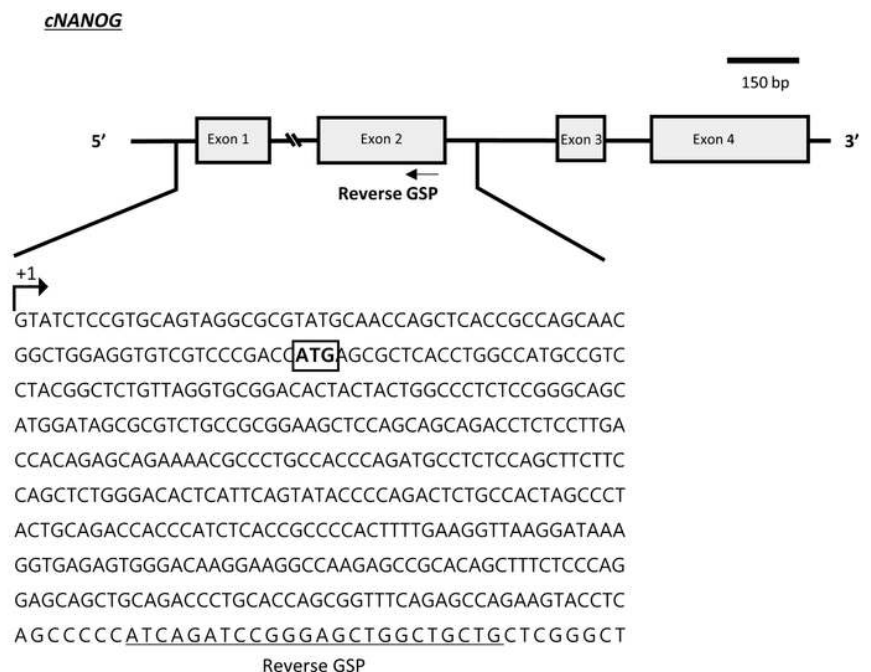 cNANOG
150 bp
5’ Exon 1 Exon 2 Exon 3 Exon 4 3’
Reverse GSP
+1
GTATCTCCGTGCAGTAGGCGCGTATGCAACCAGCTCACCGCCAGCAAC
GGCTGGAGGTGTCGTCCCGACCATGAGCGCTCACCTGGCCATGCCGTC
CTACGGCTCTGTTAGGTGCGGACACTACTACTGGCCCTCTCCGGGCAGC
ATGGATAGCGCGTCTGCCGCGGAAGCTCCAGCAGCAGACCTCTCCTTGA
CCACAGAGCAGAAAACGCCCTGCCACCCAGATGCCTCTCCAGCTTCTTC
CAGCTCTGGGACACTCATTCAGTATACCCCAGACTCTGCCACTAGCCCT
ACTGCAGACCACCCATCTCACCGCCCCACTTTTGAAGGTTAAGGATAAA
GGTGAGAGTGGGACAAGGAAGGCCAAGAGCCGCACAGCTTTCTCCCAG
GAGCAGCTGCAGACCCTGCACCAGCGGTTTCAGAGCCAGAAGTACCTC
AGCCCCCATCAGATCCGGGAGCTGGCTGCTGCTCGGGCT
Reverse GSP